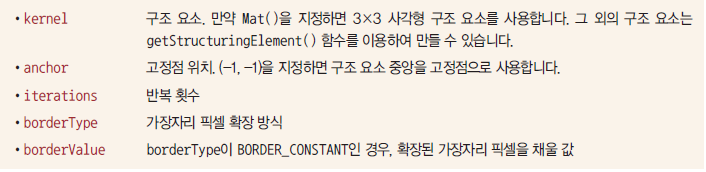 • kernel 구조 요소. 만약 Mat()을 지정하면 3×3 사각형 구조 요소를 사용합니다. 그 외의 구조 요소는
getStructuringElement() 함수를 이용하여 만들 수 있습니다.
• anchor 고정점 위치. (-1, -1)을 지정하면 구조 요소 중앙을 고정점으로 사용합니다.
• iterations 반복 횟수
• borderType 가장자리 픽셀 확장 방식
• borderValue borderType이 BORDER_CONSTANT인 경우, 확장된 가장자리 픽셀을 채울 값